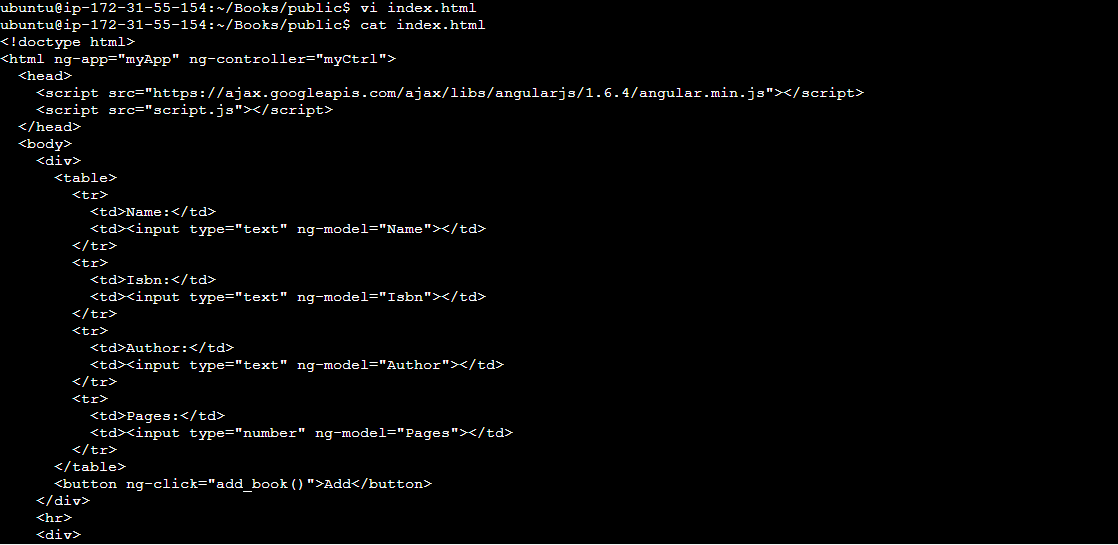 ubuntu@ip-172-31-55-154:~/Books/public$ vi index.html
ubuntu@ip-172-31-55-154:~/Books/public$ cat index.html
<!doctype html>
<html ng-app="myApp" ng-controller="myCtrl">
  <head>
    <script src="https://ajax.googleapis.com/ajax/libs/angularjs/1.6.4/angular.min.js"></script>
    <script src="script.js"></script>
  </head>
  <body>
    <div>
      <table>
        <tr>
          <td>Name:</td>
          <td><input type="text" ng-model="Name"></td>
        </tr>
        <tr>
          <td>Isbn:</td>
          <td><input type="text" ng-model="Isbn"></td>
        </tr>
        <tr>
          <td>Author:</td>
          <td><input type="text" ng-model="Author"></td>
        </tr>
        <tr>
          <td>Pages:</td>
          <td><input type="number" ng-model="Pages"></td>
        </tr>
      </table>
      <button ng-click="add_book()">Add</button>
    </div>
    <hr>
    <div>